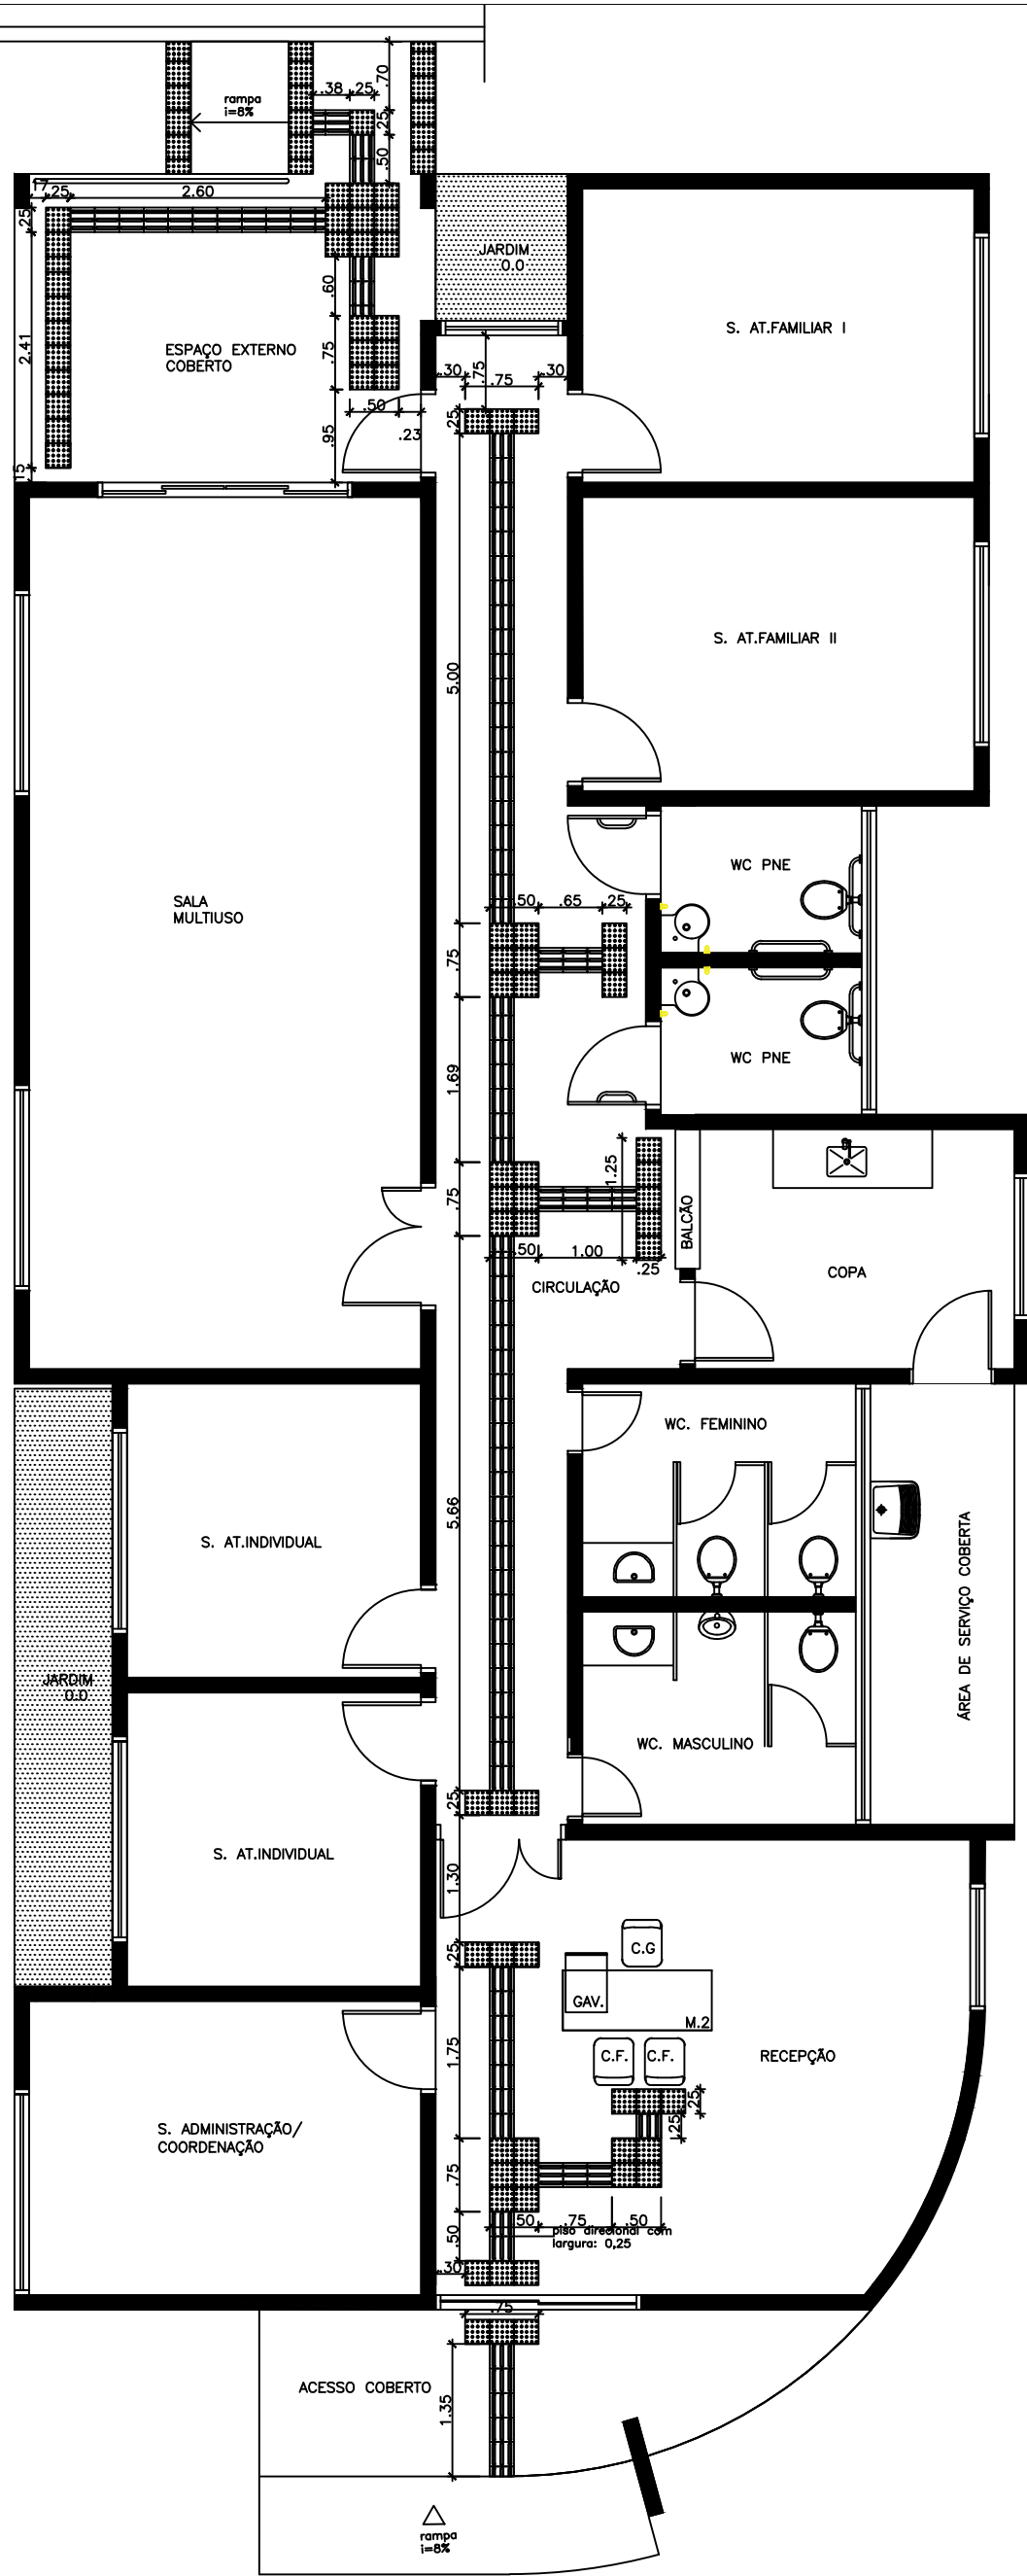 .70
.38
.25
rampa
i=8%
.25
.50
17
.25
2.60
.25
JARDIM
0.0
.60
S. AT.FAMILIAR I
2.41
ESPAÇO EXTERNO
COBERTO
.75
.30
.75
.75
.30
.50
.23
.25
.95
15
S. AT.FAMILIAR II
5.00
WC PNE
SALA
MULTIUSO
.50
.65
.25
.75
WC PNE
1.69
1.25
.75
BALCÃO
.50
1.00
.25
COPA
CIRCULAÇÃO
WC. FEMININO
5.66
S. AT.INDIVIDUAL
ÁREA DE SERVIÇO COBERTA
JARDIM
0.0
WC. MASCULINO
.25
S. AT.INDIVIDUAL
1.30
C.G
.25
GAV.
M.2
1.75
C.F.
C.F.
RECEPÇÃO
.25
.25
S. ADMINISTRAÇÃO/
COORDENAÇÃO
.75
.50
.75
.50
piso direcional com
largura: 0,25
.50
.30
.75
ACESSO COBERTO
1.35
rampa
i=8%